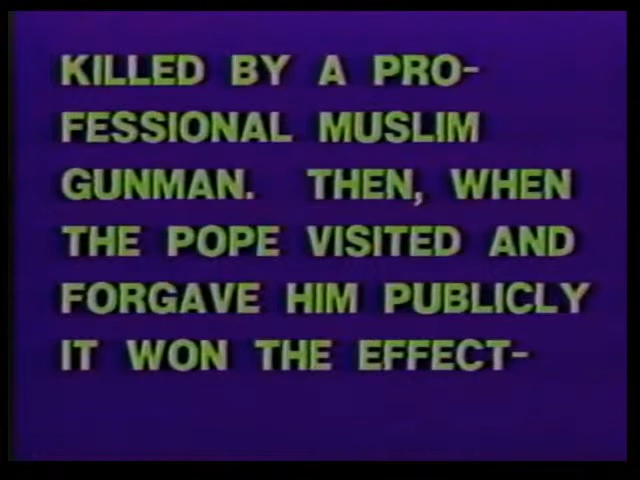 KILLED BY A PRO-
FESSIONAL MUSLIM
GUNMAN. THEN, WHEN
THE POPE VISITED AND
FORGAVE HIM PUBLICLY
IT WON THE EFFECT-